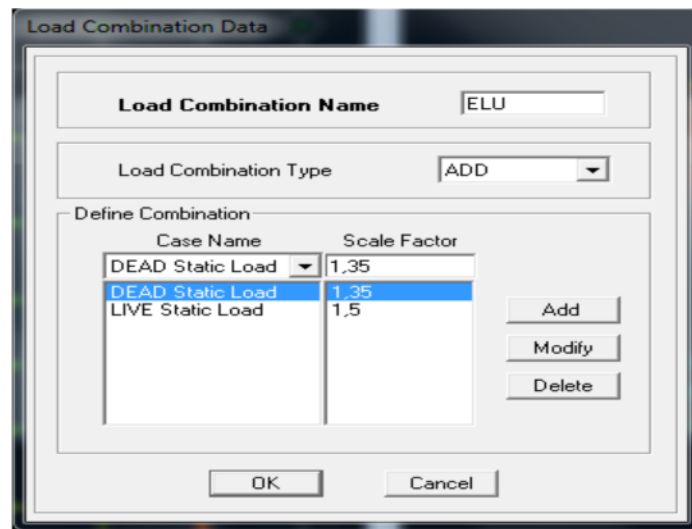 Load Combination Data
Load Combination Name ELU
Load Combination Type ADD
Define Combination
Case Name Scale Factor
DEAD Static Load 1,35
DEAD Static Load 1,35
LIVE Static Load 1,5
Add
Modify
Delete
OK Cancel